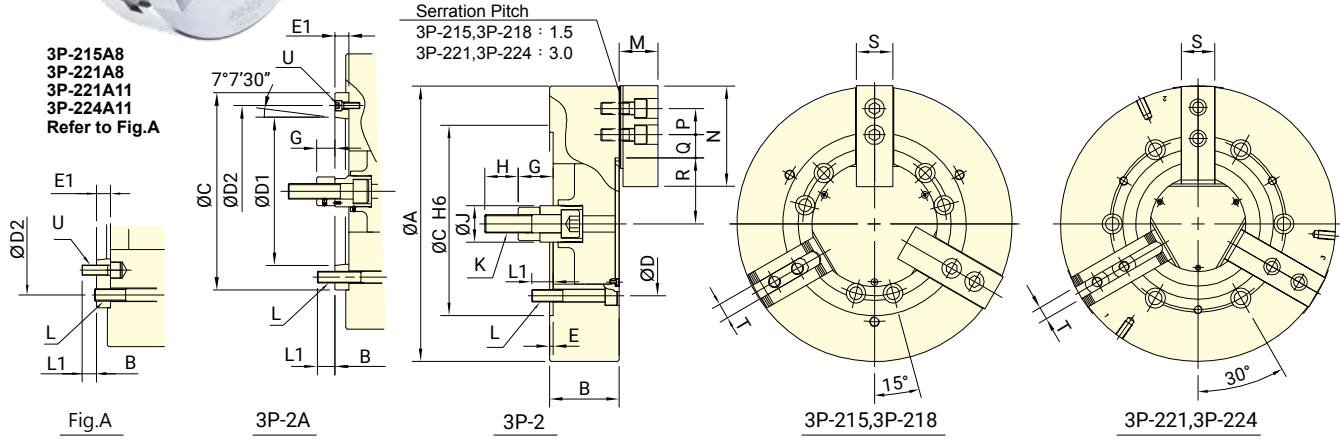 3P-215A8
3P-221A8
3P-221A11
3P-224A11
Refer to Fig.A
E1
U
ØD2
L
L1
B
Fig.A
E1
U
7°7'30”
G
ØC
ØD2
ØD1
L
L1
B
3P-2A
Serration Pitch
3P-215,3P-218：1.5
3P-221,3P-224：3.0
M
N
P
Q
R
H
G
ØA
ØC H6
ØJ
K
L1
ØD
L
E
B
3P-2
S
T
15°
3P-215,3P-218
S
2
3
1
T
30°
3P-221,3P-224